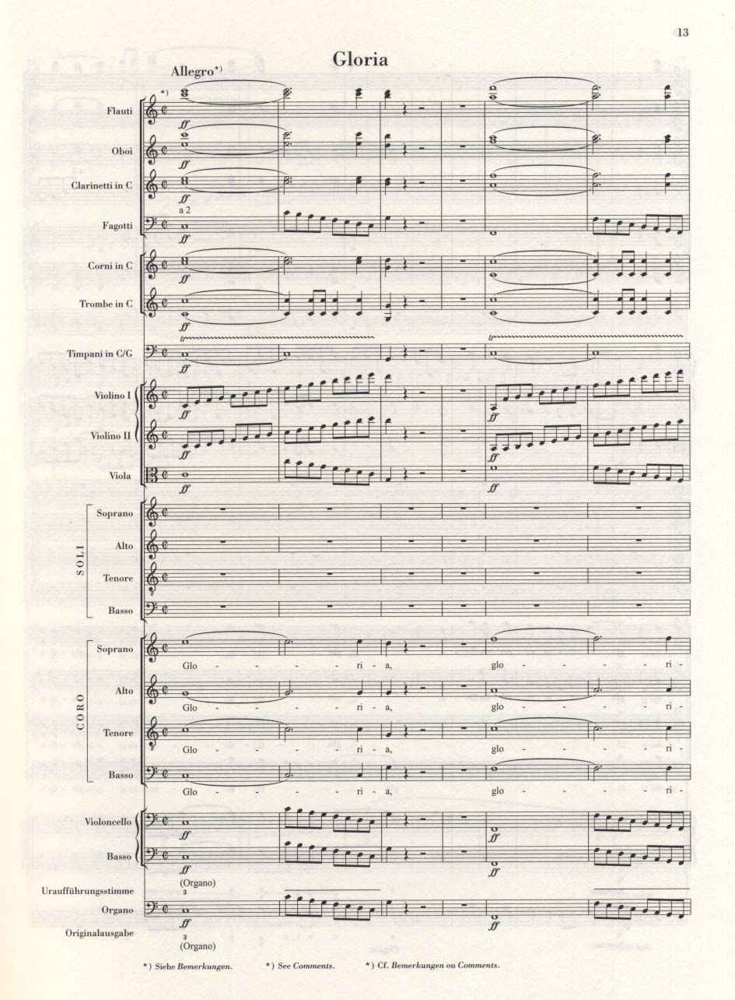 13
Gloria
Allegro*)
*)
Flauti
ff
Oboi
ff
Clarinetti in C
ff
a 2
Fagotti
ff
Corni in C
ff
Trombe in C
ff
tr tr
Timpani in C/G
ff
Violino I
ff ff
Violino II
ff ff
Viola
ff ff
SOLI
Soprano
Alto
Tenore
Basso
CORO
Soprano
Glo - - - - ri - a, glo - - - ri -
Alto
Glo - - - - ri - a, glo - - - ri -
Tenore
Glo - - - - ri - a, glo - - - ri -
Basso
Glo - - - - ri - a, glo - - - ri -
Violoncello
ff ff
Basso
ff ff
(Organo)
Uraufführungsstimme 3
Organo
ff ff
Originalausgabe 3
(Organo)
*) Siehe Bemerkungen. *) See Comments. *) Cf. Bemerkungen ou Comments.